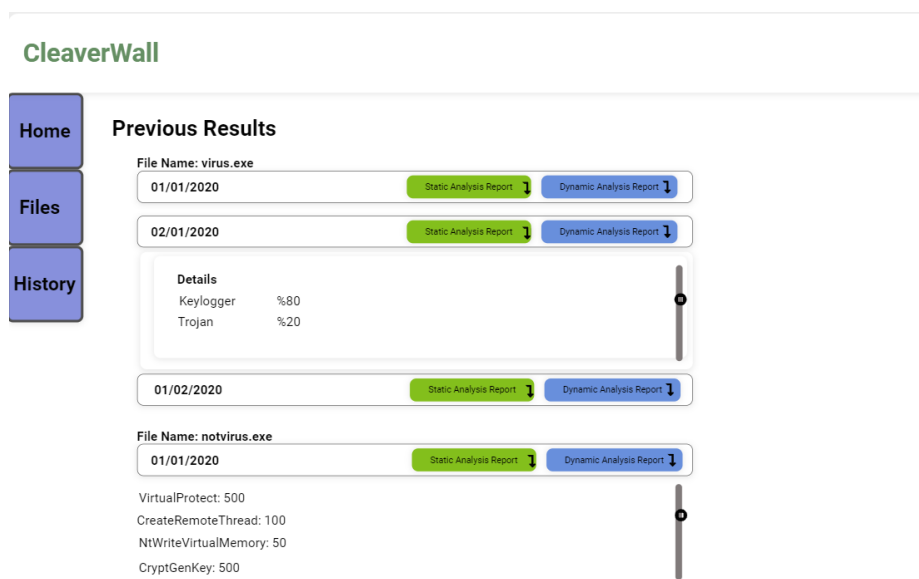 CleaverWall
Home
Files
History
Previous Results
File Name: virus.exe
01/01/2020 Static Analysis Report Dynamic Analysis Report
02/01/2020 Static Analysis Report Dynamic Analysis Report
Details
Keylogger %80
Trojan %20
01/02/2020 Static Analysis Report Dynamic Analysis Report
File Name: notvirus.exe
01/01/2020 Static Analysis Report Dynamic Analysis Report
VirtualProtect: 500
CreateRemoteThread: 100
NtWriteVirtualMemory: 50
CryptGenKey: 500